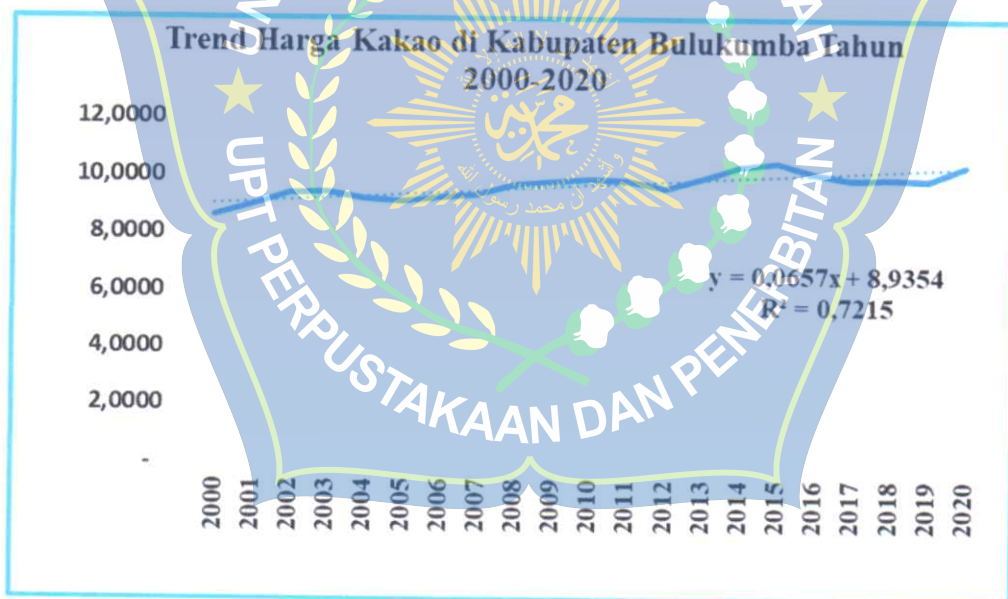 Trend Harga Kakao di Kabupaten Bulukumba Tahun
2000-2020
12,0000
10,0000
8,0000
6,0000
4,0000
2,0000
-
y = 0,0657x + 8,9354
R² = 0,7215
2000 2001 2002 2003 2004 2005 2006 2007 2008 2009 2010 2011 2012 2013 2014 2015 2016 2017 2018 2019 2020
UPT PERPUSTAKAAN DAN PENERBITAN